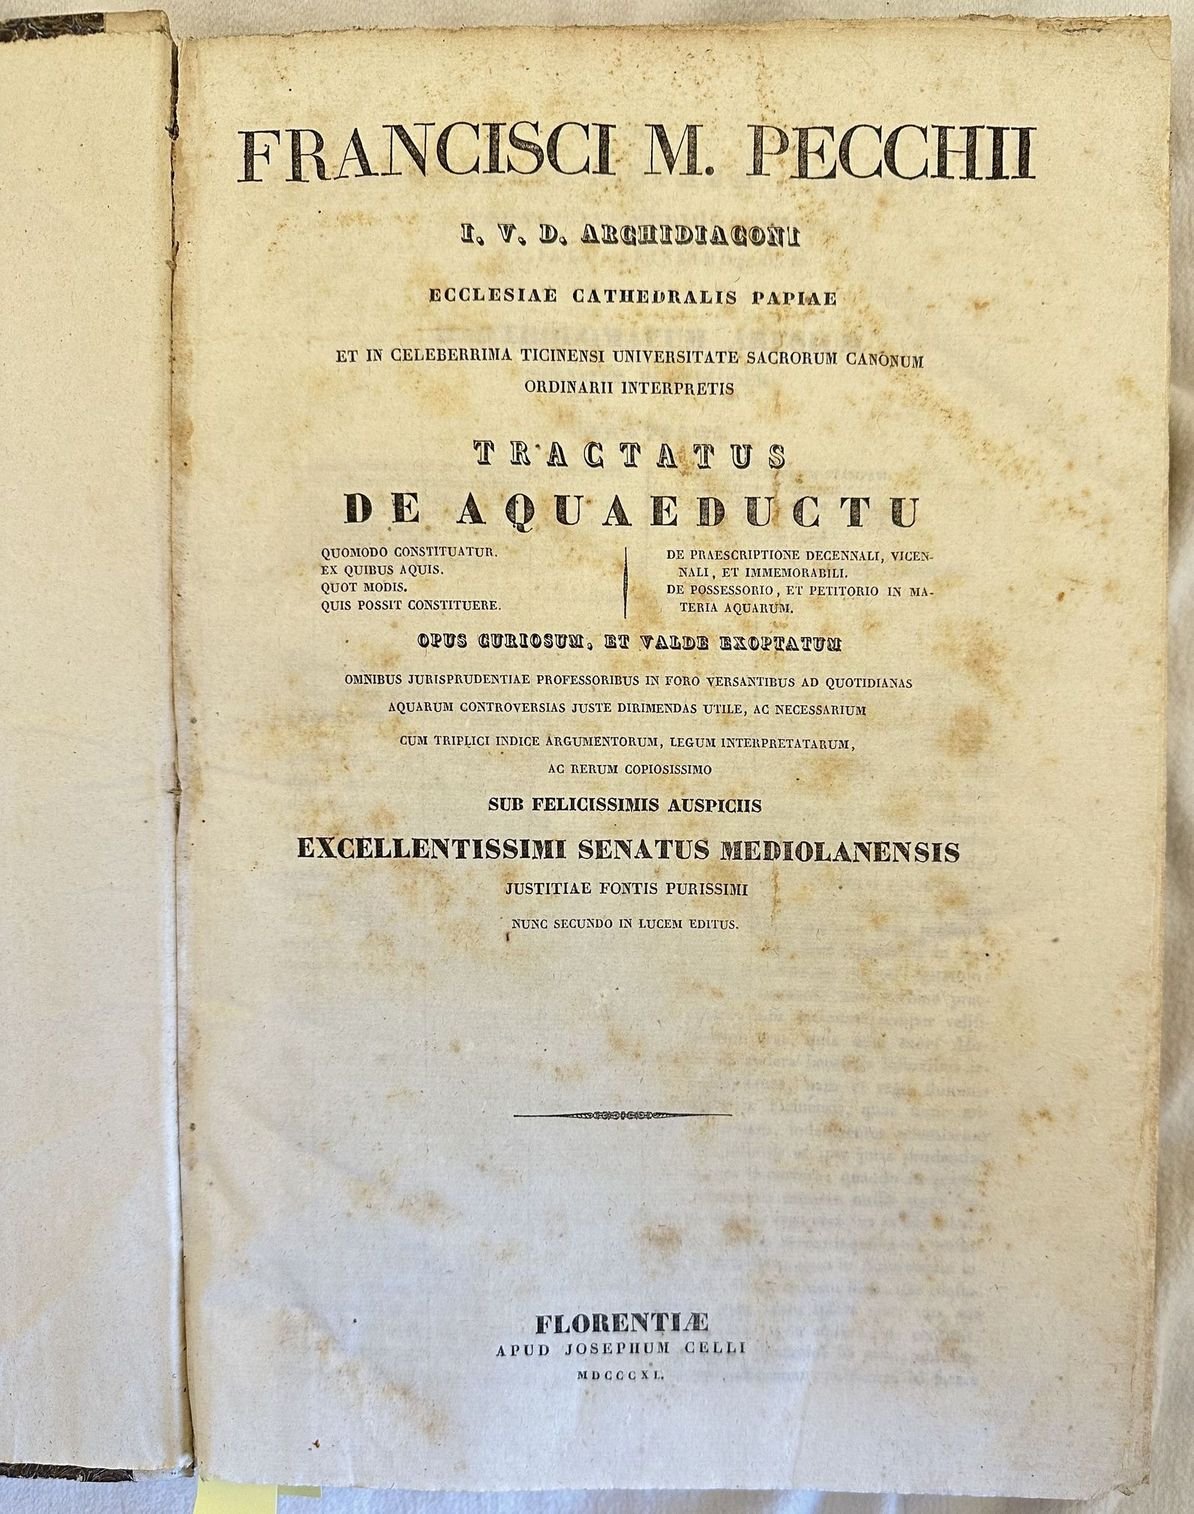 FRANCISCI M. PECCHII
I. V. D. ARCHIDIACONI
ECCLESIAE CATHEDRALIS PAPIAE
ET IN CELEBERRIMA TICINENSI UNIVERSITATE SACRORUM CANONUM
ORDINARII INTERPRETIS
TRACTATUS
DE AQUAEDUCTU
QUOMODO CONSTITUATUR.
EX QUIBUS AQUIS.
QUOT MODIS.
QUIS POSSIT CONSTITUERE.
DE PRAESCRIPTIONE DECENNALI, VICEN-
NALI, ET IMMEMORABILI.
DE POSSESSORIO, ET PETITORIO IN MA-
TERIA AQUARUM.
OPUS CURIOSUM, ET VALDE EXOPTATUM
OMNIBUS JURISPRUDENTIAE PROFESSORIBUS IN FORO VERSANTIBUS AD QUOTIDIANAS
AQUARUM CONTROVERSIAS JUSTE DIRIMENDAS UTILE, AC NECESSARIUM
CUM TRIPLICI INDICE ARGUMENTORUM, LEGUM INTERPRETATARUM,
AC RERUM COPIOSISSIMO
SUB FELICISSIMIS AUSPICIIS
EXCELLENTISSIMI SENATUS MEDIOLANENSIS
JUSTITIAE FONTIS PURISSIMI
NUNC SECUNDO IN LUCEM EDITUS.
FLORENTIÆ
APUD JOSEPHUM CELLI
MDCCCXL.